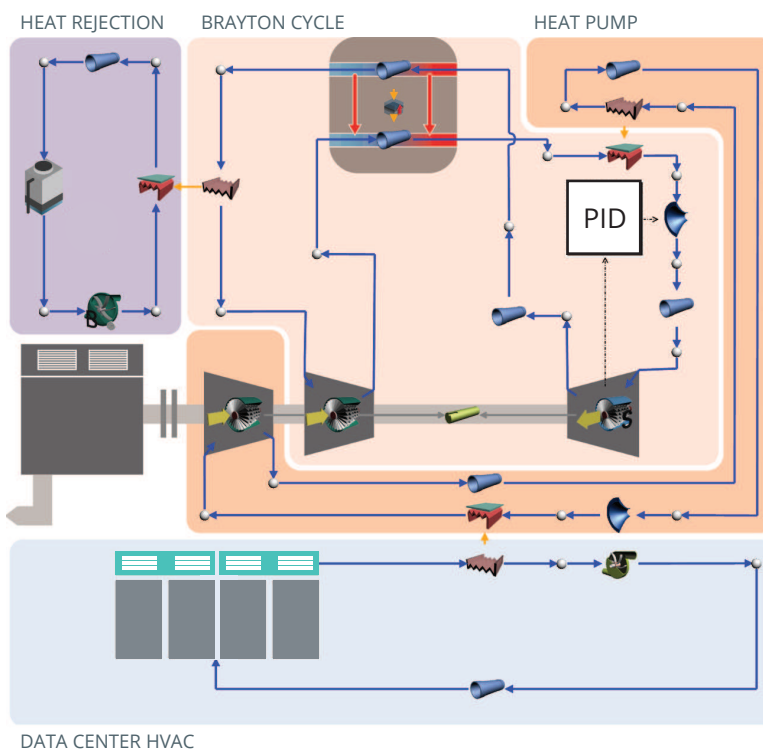 HEAT REJECTION
BRAYTON CYCLE
HEAT PUMP
PID
S
DATA CENTER HVAC